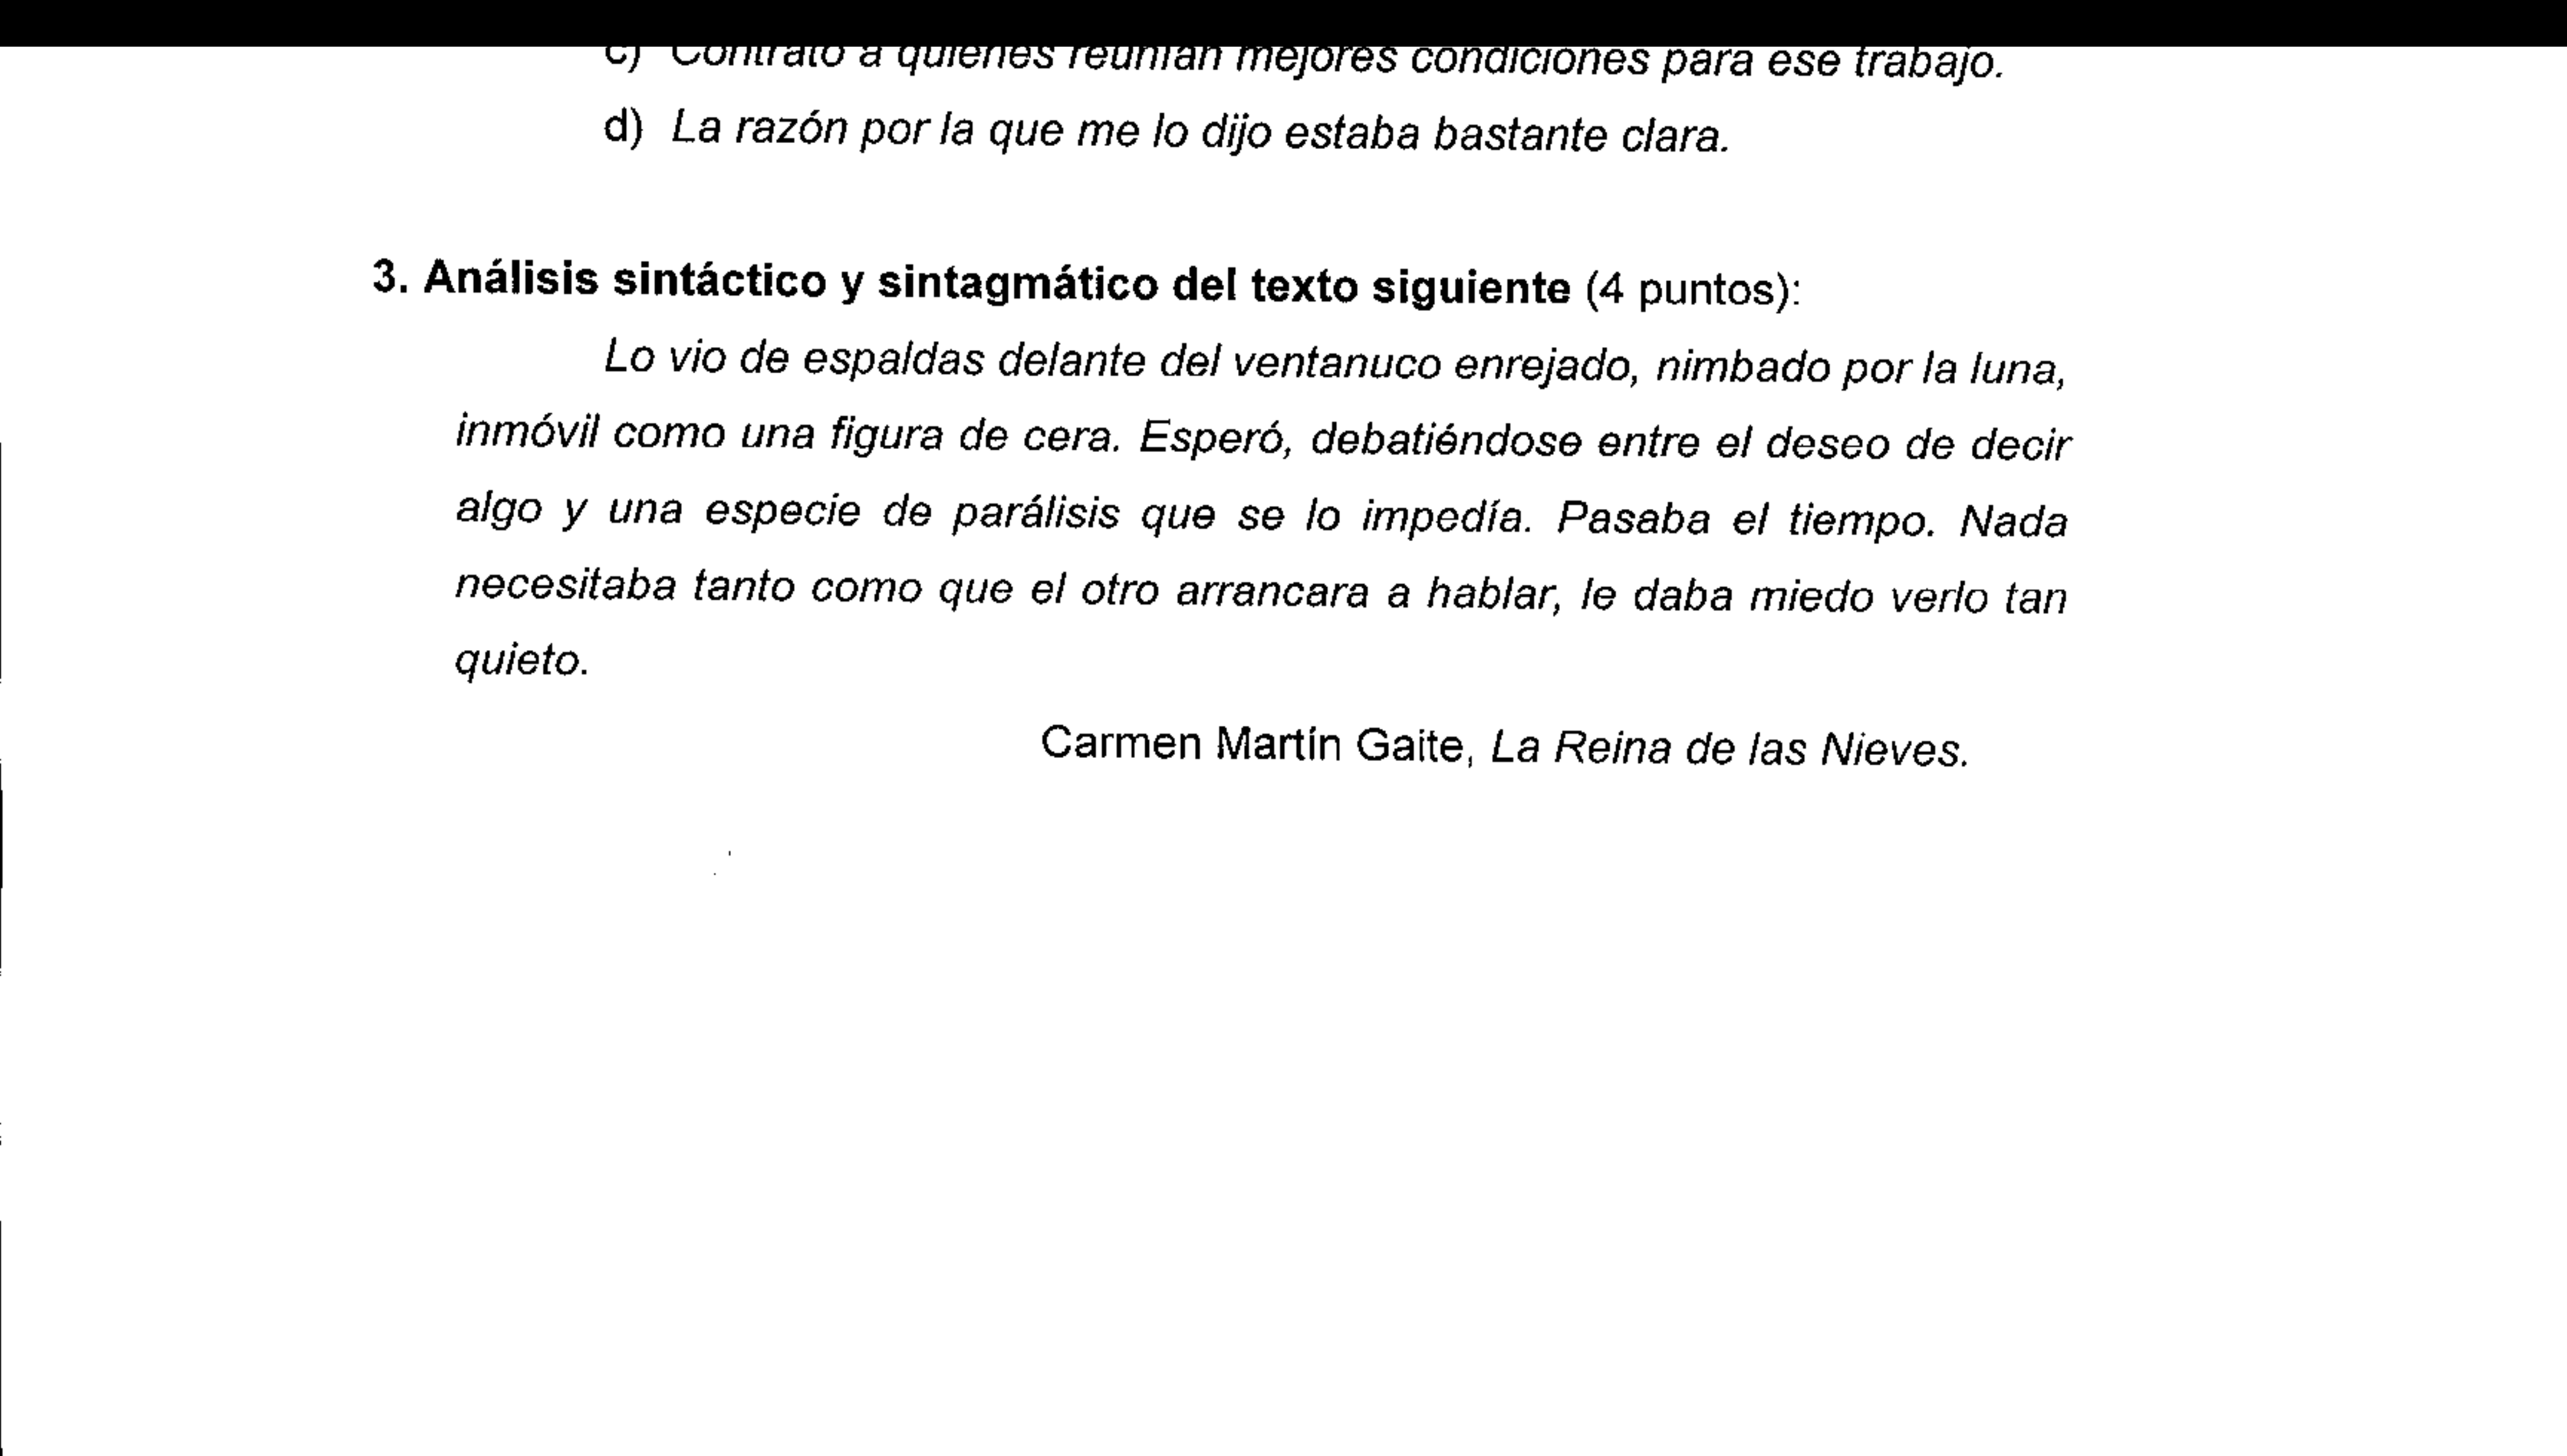 c) Contrató a quienes reunían mejores condiciones para ese trabajo.
d) La razón por la que me lo dijo estaba bastante clara.
3. Análisis sintáctico y sintagmático del texto siguiente (4 puntos):
Lo vio de espaldas delante del ventanuco enrejado, nimbado por la luna,
inmóvil como una figura de cera. Esperó, debatiéndose entre el deseo de decir
algo y una especie de parálisis que se lo impedía. Pasaba el tiempo. Nada
necesitaba tanto como que el otro arrancara a hablar, le daba miedo verlo tan
quieto.
Carmen Martín Gaite, La Reina de las Nieves.